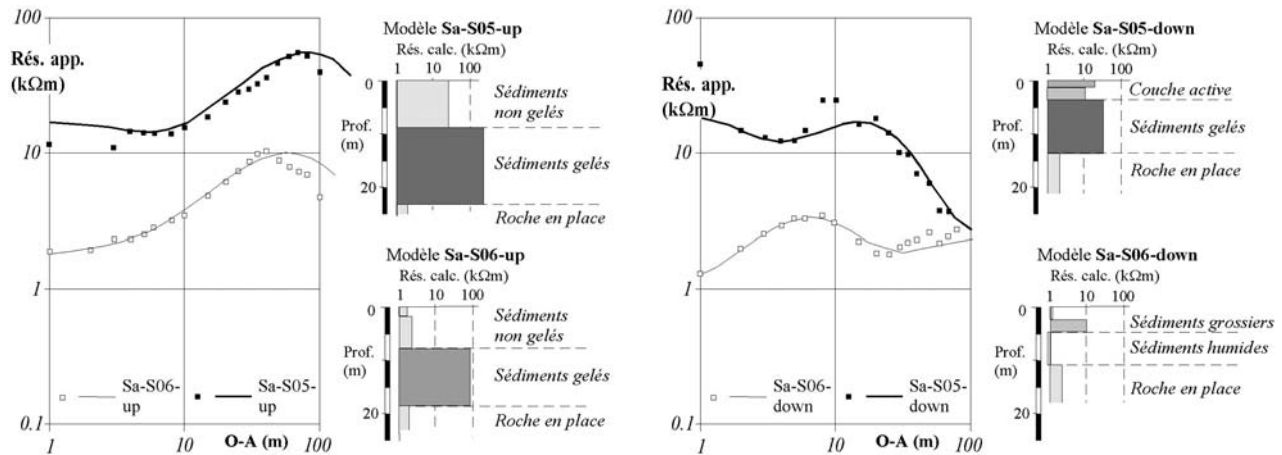 100
Rés. app.
(kΩm)
10
1
0.1
1
10
100
O-A (m)
Sa-S06-
up
Sa-S05-
up
Modèle Sa-S05-up
Rés. calc. (kΩm)
1 10 100
0
Prof.
(m)
20
Sédiments
non gelés
Sédiments gelés
Roche en place
Modèle Sa-S06-up
Rés. calc. (kΩm)
1 10 100
0
Prof.
(m)
20
Sédiments
non gelés
Sédiments gelés
Roche en place
100
Rés. app.
(kΩm)
10
1
0.1
1
10
100
O-A (m)
Sa-S06-
down
Sa-S05-
down
Modèle Sa-S05-down
Rés. calc. (kΩm)
1 10 100
0
Prof.
(m)
20
Couche active
Sédiments gelés
Roche en place
Modèle Sa-S06-down
Rés. calc. (kΩm)
1 10 100
0
Prof.
(m)
20
Sédiments grossiers
Sédiments humides
Roche en place